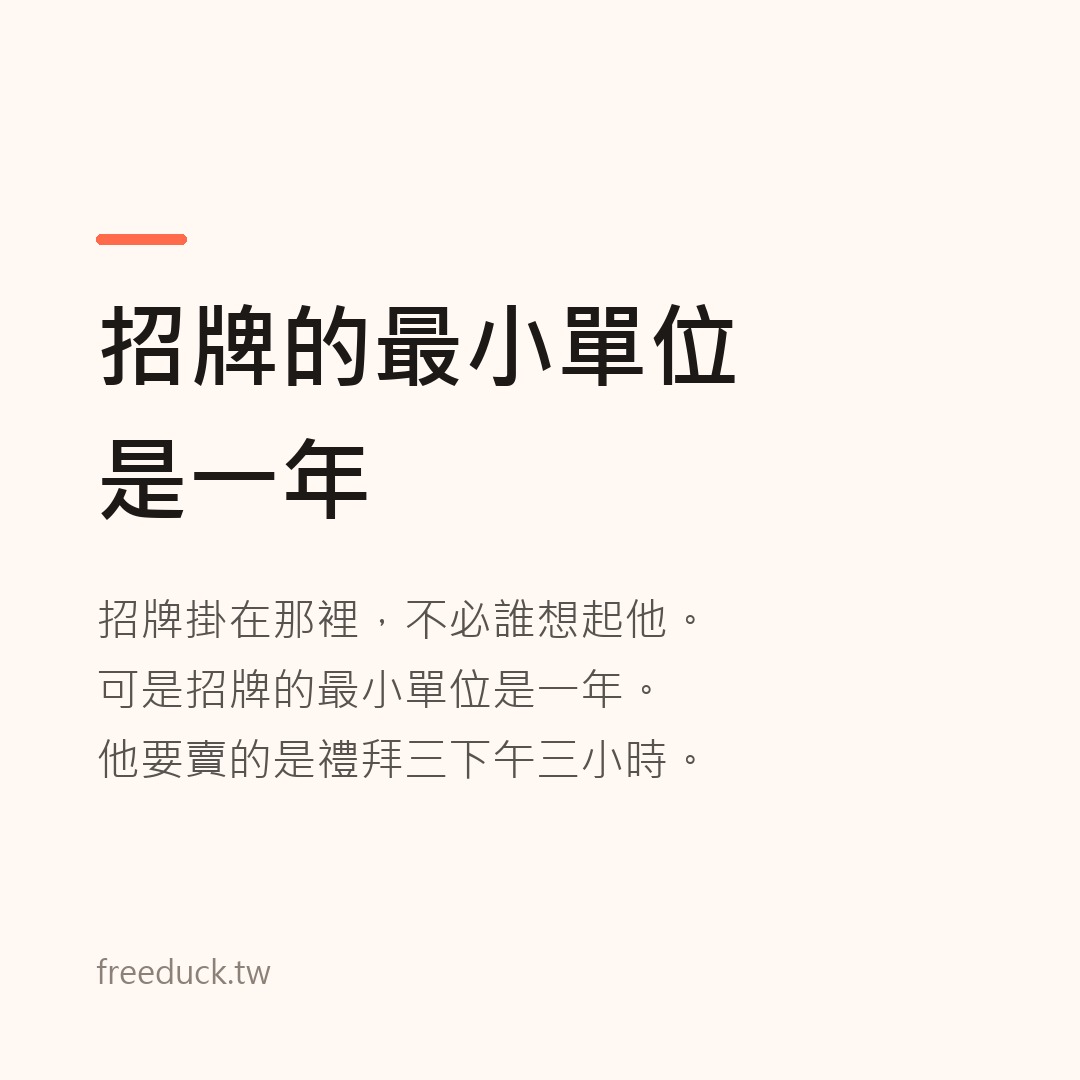 招牌的最小單位
是一年
招牌掛在那裡，不必誰想起他。
可是招牌的最小單位是一年。
他要賣的是禮拜三下午三小時。
freeduck.tw